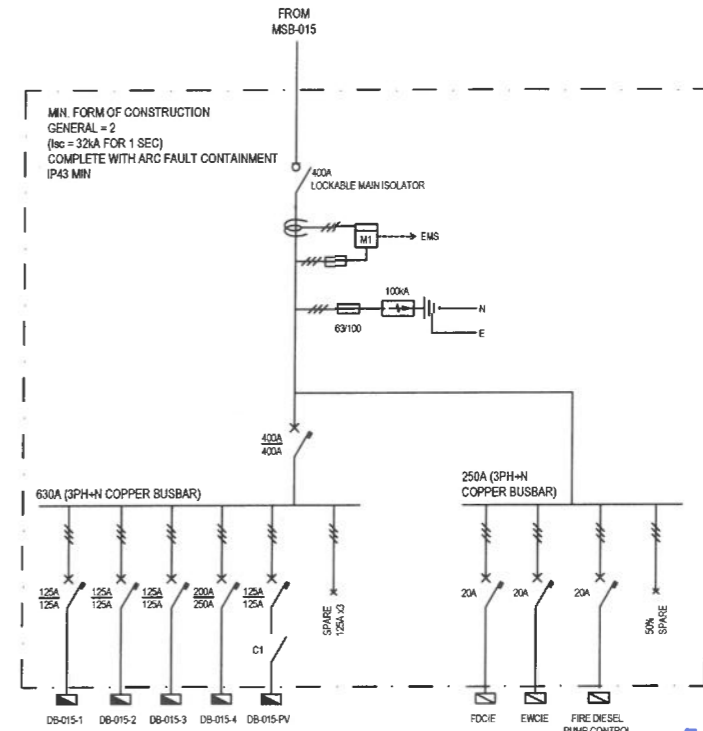 FROM
MSB-015
MIN. FORM OF CONSTRUCTION
GENERAL = 2
(Isc = 32kA FOR 1 SEC)
COMPLETE WITH ARC FAULT CONTAINMENT
IP43 MIN
400A
LOCKABLE MAIN ISOLATOR
M1
EMS
100kA
63/100
N
E
400A
400A
630A (3PH+N COPPER BUSBAR)
250A (3PH+N
COPPER BUSBAR)
125A
125A
125A
125A
125A
125A
200A
250A
125A
125A
SPARE
125A X3
20A
20A
20A
50%
SPARE
C1
DB-015-1
DB-015-2
DB-015-3
DB-015-4
DB-015-PV
FDCIE
EWCIE
FIRE DIESEL
PUMP CONTROL